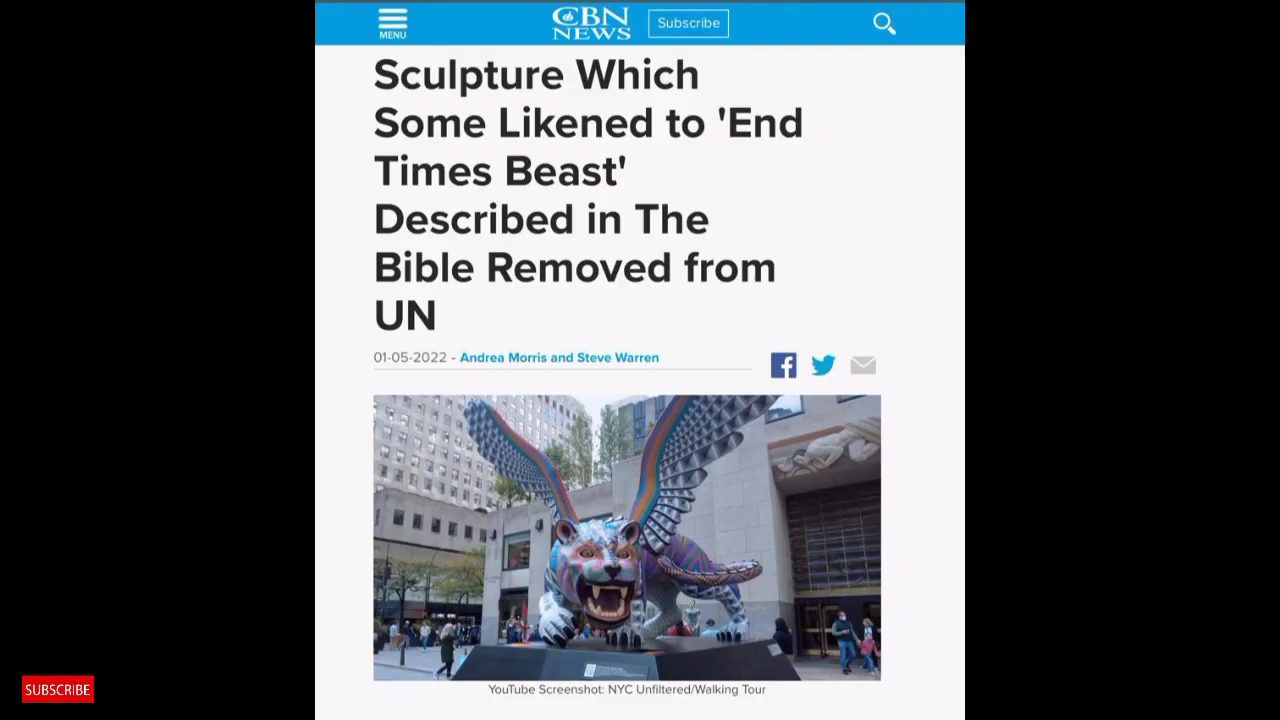 MENU
CBN
NEWS
Subscribe
Sculpture Which
Some Likened to 'End
Times Beast'
Described in The
Bible Removed from
UN
01-05-2022 - Andrea Morris and Steve Warren
YouTube Screenshot: NYC Unfiltered/Walking Tour
SUBSCRIBE